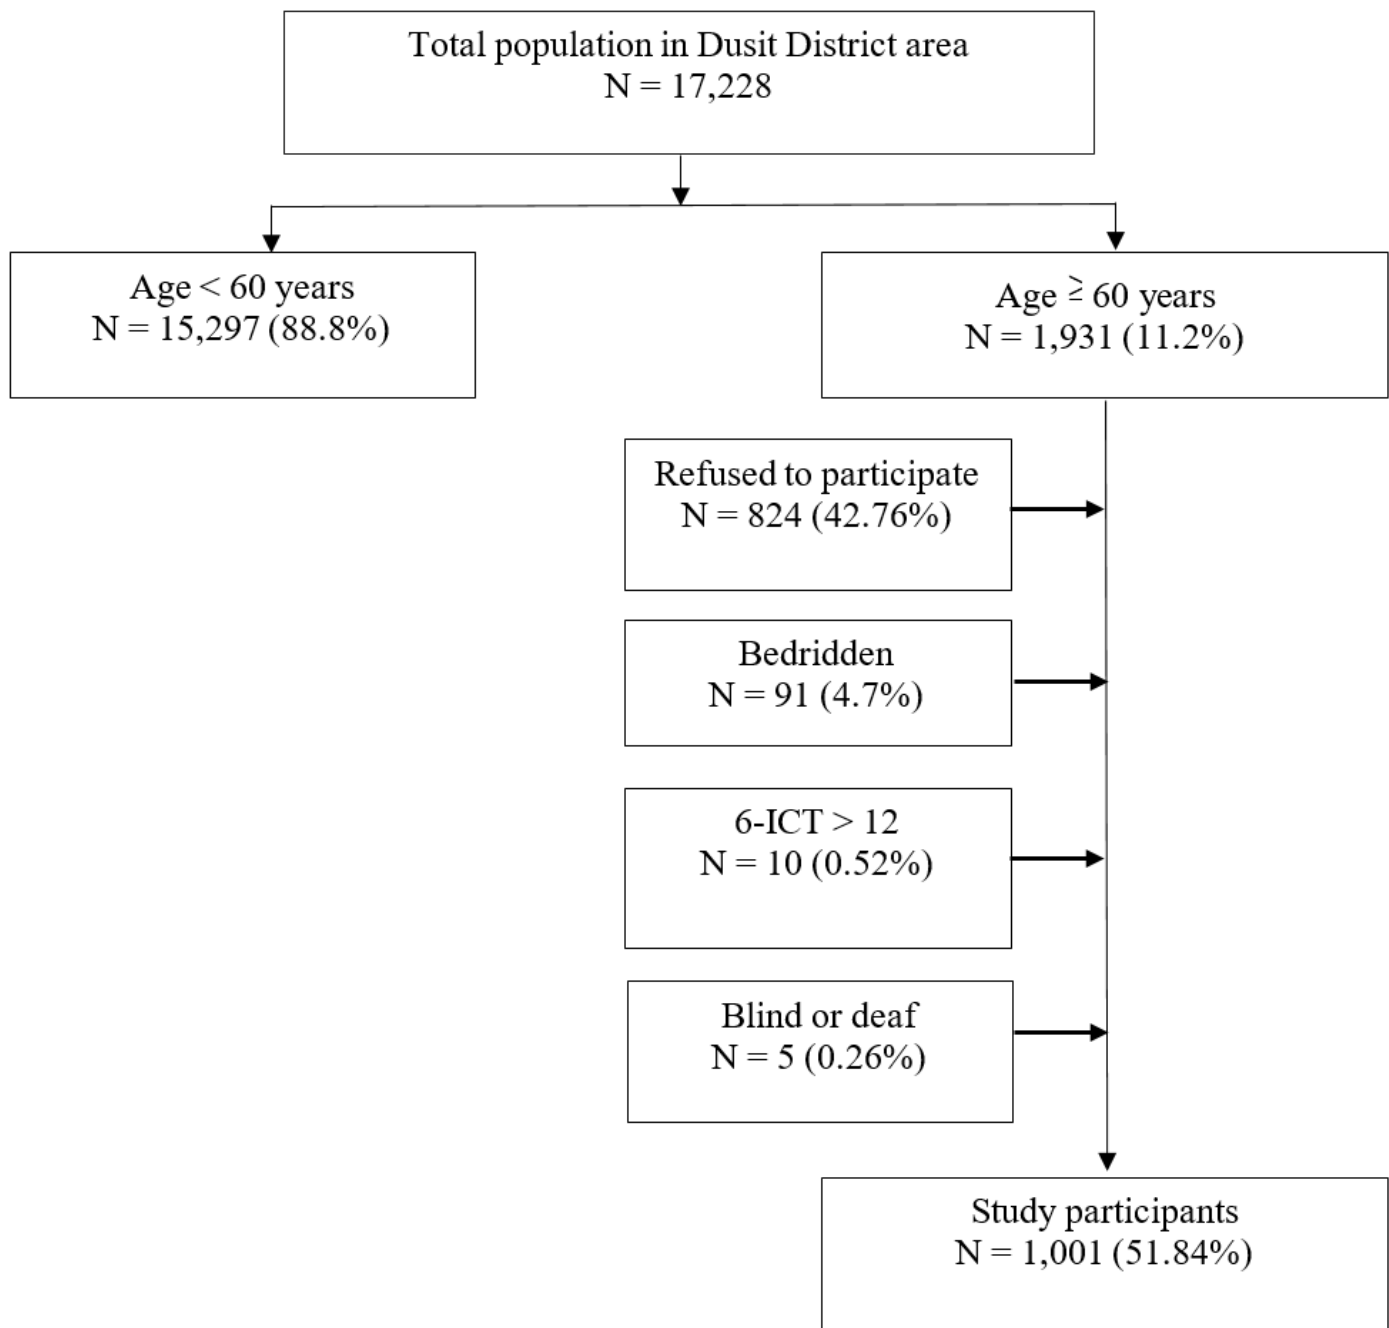 Total population in Dusit District area
N = 17,228
Age < 60 years
N = 15,297 (88.8%)
Age ≧ 60 years
N = 1,931 (11.2%)
Refused to participate
N = 824 (42.76%)
Bedridden
N = 91 (4.7%)
6-ICT > 12
N = 10 (0.52%)
Blind or deaf
N = 5 (0.26%)
Study participants
N = 1,001 (51.84%)